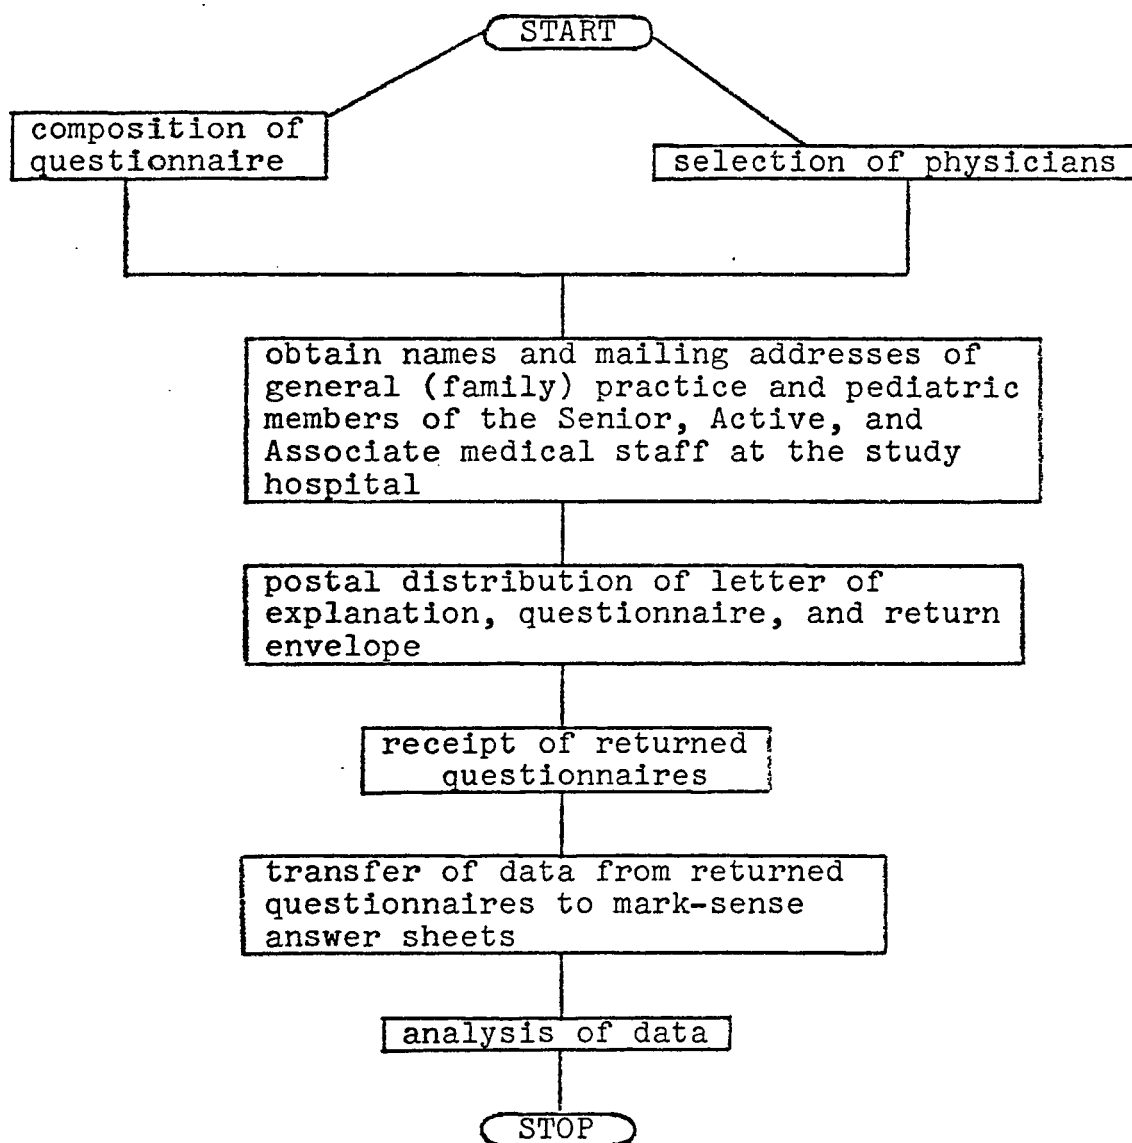 START
composition of
questionnaire
selection of physicians
obtain names and mailing addresses of
general (family) practice and pediatric
members of the Senior, Active, and
Associate medical staff at the study
hospital
postal distribution of letter of
explanation, questionnaire, and return
envelope
receipt of returned
questionnaires
transfer of data from returned
questionnaires to mark-sense
answer sheets
analysis of data
STOP